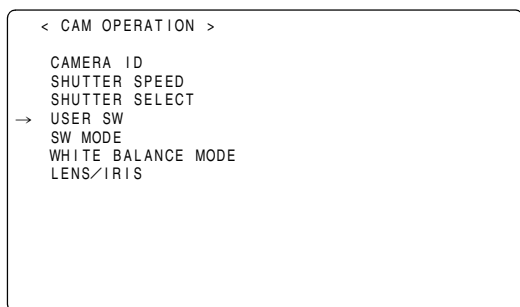 < CAM OPERATION >
CAMERA ID
SHUTTER SPEED
SHUTTER SELECT
→ USER SW
SW MODE
WHITE BALANCE MODE
LENS/IRIS